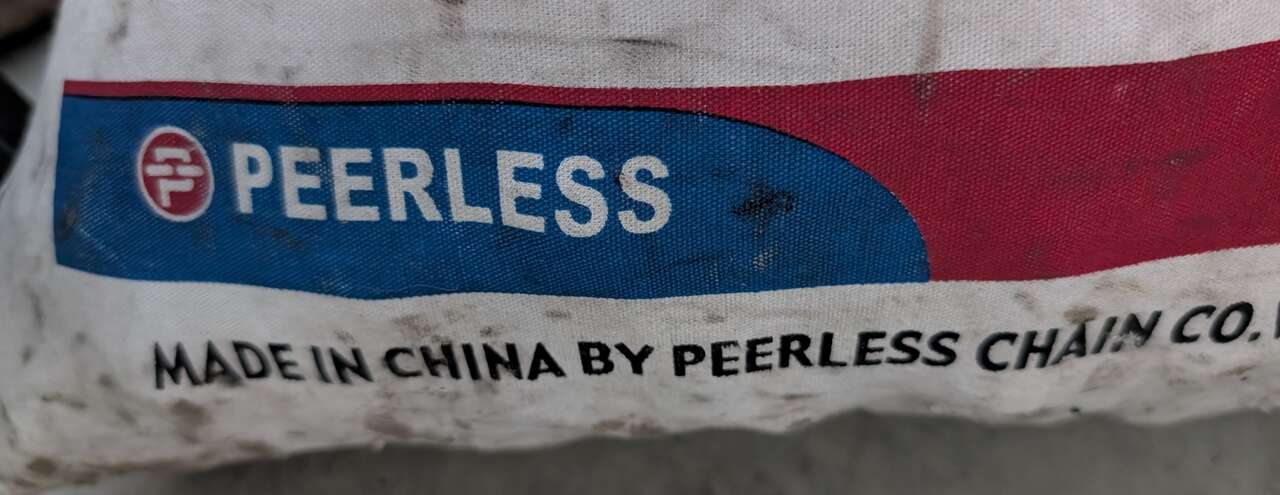 PEERLESS
MADE IN CHINA BY PEERLESS CHAIN CO.